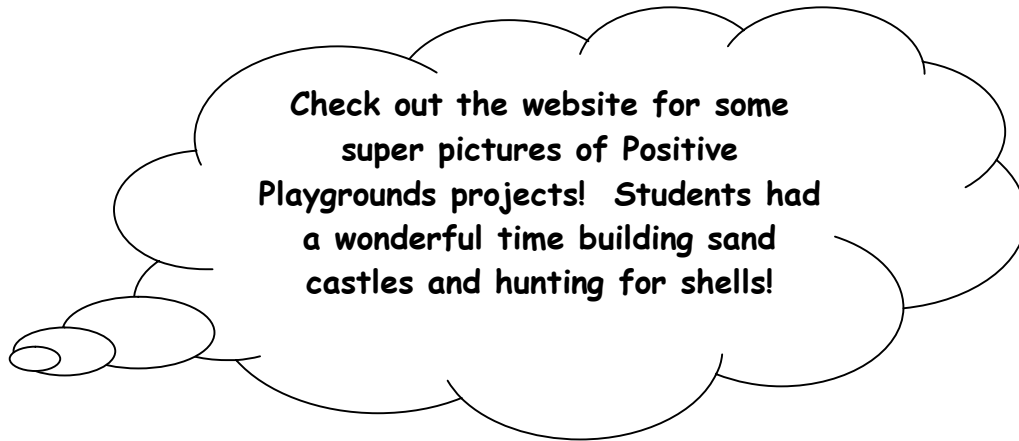 Check out the website for some
super pictures of Positive
Playgrounds projects!  Students had
a wonderful time building sand
castles and hunting for shells!